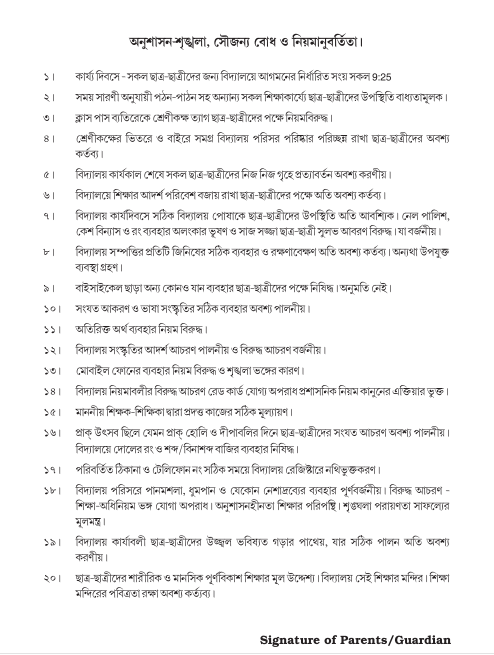 অনুশাসন-শৃঙ্খলা, সৌজন্য বোধ ও নিয়মানুবর্তিতা।
১। কার্য্য দিবসে - সকল ছাত্র-ছাত্রীদের জন্য বিদ্যালয়ে আগমনের নির্ধারিত সংয় সকল 9:25
২। সময় সারণী অনুযায়ী পঠন-পাঠন সহ অন্যান্য সকল শিক্ষাকার্য্যে ছাত্র-ছাত্রীদের উপস্থিতি বাধ্যতামূলক।
৩। ক্লাস পাস ব্যতিরেকে শ্রেণীকক্ষ ত্যাগ ছাত্র-ছাত্রীদের পক্ষে নিয়মবিরুদ্ধ।
৪। শ্রেণীকক্ষের ভিতরে ও বাইরে সমগ্র বিদ্যালয় পরিসর পরিষ্কার পরিচ্ছন্ন রাখা ছাত্র-ছাত্রীদের অবশ্য
কর্তব্য।
৫। বিদ্যালয় কার্যকাল শেষে সকল ছাত্র-ছাত্রীদের নিজ নিজ গৃহে প্রত্যাবর্তন অবশ্য করণীয়।
৬। বিদ্যালয়ে শিক্ষার আদর্শ পরিবেশ বজায় রাখা ছাত্র-ছাত্রীদের পক্ষে অতি অবশ্য কর্তব্য।
৭। বিদ্যালয় কার্যদিবসে সঠিক বিদ্যালয় পোষাকে ছাত্র-ছাত্রীদের উপস্থিতি অতি আবশ্যিক। নেল পালিশ,
কেশ বিন্যাস ও রং ব্যবহার অলংকার ভূষণ ও সাজ সজ্জা ছাত্র-ছাত্রী সুলভ আবরণ বিরুদ্ধ। যা বর্জনীয়।
৮। বিদ্যালয় সম্পত্তির প্রতিটি জিনিষের সঠিক ব্যবহার ও রক্ষণাবেক্ষণ অতি অবশ্য কর্তব্য। অন্যথা উপযুক্ত
ব্যবস্থা গ্রহণ।
৯। বাইসাইকেল ছাড়া অন্য কোনও যান ব্যবহার ছাত্র-ছাত্রীদের পক্ষে নিষিদ্ধ। অনুমতি নেই।
১০। সংযত আকরণ ও ভাষা সংস্কৃতির সঠিক ব্যবহার অবশ্য পালনীয়।
১১। অতিরিক্ত অর্থ ব্যবহার নিয়ম বিরুদ্ধ।
১২। বিদ্যালয় সংস্কৃতির আদর্শ আচরণ পালনীয় ও বিরুদ্ধ আচরণ বর্জনীয়।
১৩। মোবাইল ফোনের ব্যবহার নিয়ম বিরুদ্ধ ও শৃঙ্খলা ভঙ্গের কারণ।
১৪। বিদ্যালয় নিয়মাবলীর বিরুদ্ধ আচরণ রেড কার্ড যোগ্য অপরাধ প্রশাসনিক নিয়ম কানুনের এক্তিয়ার ভুক্ত।
১৫। মাননীয় শিক্ষক-শিক্ষিকা দ্বারা প্রদত্ত কাজের সঠিক মূল্যায়ণ।
১৬। প্রাক্ উৎসব ছিলে যেমন প্রাক্ হোলি ও দীপাবলির দিনে ছাত্র-ছাত্রীদের সংযত আচরণ অবশ্য পালনীয়।
বিদ্যালয়ে দোলের রং ও শব্দ/বিনাশব্দ বাজির ব্যবহার নিষিদ্ধ।
১৭। পরিবর্তিত ঠিকানা ও টেলিফোন নং সঠিক সময়ে বিদ্যালয় রেজিষ্টারে নথিভুক্তকরণ।
১৮। বিদ্যালয় পরিসরে পানমশলা, ধুমপান ও যেকোন নেশাদ্রব্যের ব্যবহার পূর্ণবর্জনীয়। বিরুদ্ধ আচরণ -
শিক্ষা-অধিনিয়ম ভঙ্গ যোগ্য অপরাধ। অনুশাসনহীনতা শিক্ষার পরিপন্থি। শৃঙ্ঘলা পরায়ণতা সাফল্যের
মূলমন্ত্র।
১৯। বিদ্যালয় কার্যাবলী ছাত্র-ছাত্রীদের উজ্জ্বল ভবিষ্যত গড়ার পাথেয়, যার সঠিক পালন অতি অবশ্য
করণীয়।
২০। ছাত্র-ছাত্রীদের শারীরিক ও মানসিক পূর্ণবিকাশ শিক্ষার মূল উদ্দেশ্য। বিদ্যালয় সেই শিক্ষার মন্দির। শিক্ষা
মন্দিরের পবিত্রতা রক্ষা অবশ্য কর্ত্যব্য।
Signature of Parents/Guardian